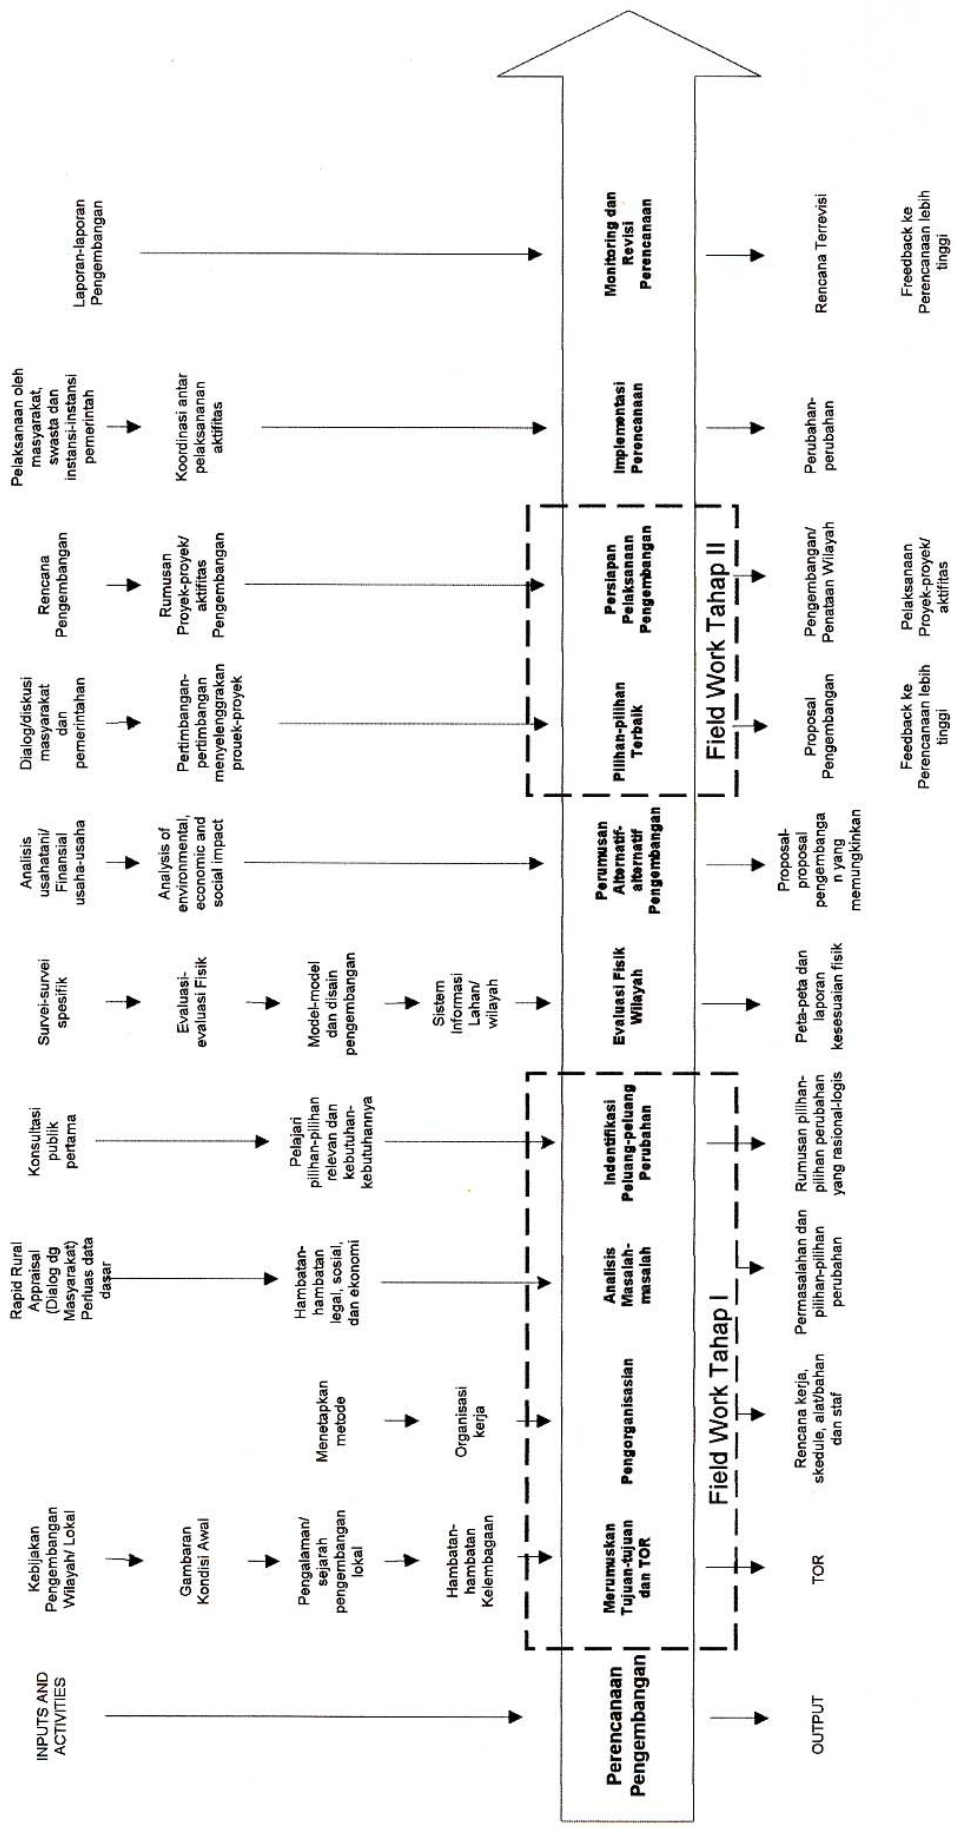 INPUTS AND
ACTIVITIES
Perencanaan
Pengembangan
OUTPUT
Kebijakan
Pengembangan
Wilayah/ Lokal
Gambaran
Kondisi Awal
Pengalaman/
sejarah
pengembangan
lokal
Hambatan-
hambatan
Kelembagaan
Merumuskan
Tujuan-tujuan
dan TOR
TOR
Menetapkan
metode
Organisasi
kerja
Pengorganisasian
Rencana kerja,
skedule, alat/bahan
dan staf
Rapid Rural
Appraisal
(Dialog dg
Masyarakat)
Perluas data
dasar
Hambatan-
hambatan
legal, sosial,
dan ekonomi
Analisis
Masalah-
masalah
Permasalahan dan
pilihan-pilihan
perubahan
Konsultasi
publik
pertama
Pelajari
pilihan-pilihan
relevan dan
kebutuhan-
kebutuhannya
Indentifikasi
Peluang-peluang
Perubahan
Rumusan pilihan-
pilihan perubahan
yang rasional-logis
Field Work Tahap I
Survei-survei
spesifik
Evaluasi-
evaluasi Fisik
Model-model
dan disain
pengembangan
Sistem
Informasi
Lahan/
wilayah
Evaluasi Fisik
Wilayah
Peta-peta dan
laporan
kesesuaian fisik
Analisis
usahatani/
Finansial
usaha-usaha
Analysis of
environmental,
economic and
social impact
Perumusan
Alternatif-
alternatif
Pengembangan
Proposal-
proposal
pengembanga
n yang
memungkinkan
Dialog/diskusi
masyarakat
dan
pemerintahan
Pertimbangan-
pertimbangan
menyelenggrakan
prouek-proyek
Pilihan-pilihan
Terbaik
Proposal
Pengembangan
Feedback ke
Perencanaan lebih
tinggi
Rencana
Pengembangan
Rumusan
Proyek-proyek/
aktifitas
Pengembangan
Persiapan
Pelaksanaan
Pengembangan
Pengembangan/
Penataan Wilayah
Pelaksanaan
Proyek-proyek/
aktifitas
Field Work Tahap II
Pelaksanaan oleh
masyarakat,
swasta dan
instansi-instansi
pemerintah
Koordinasi antar
pelaksananan
aktifitas
Implementasi
Perencanaan
Perubahan-
perubahan
Laporan-laporan
Pengembangan
Monitoring dan
Revisi
Perencanaan
Rencana Terrevisi
Freedback ke
Perencanaan lebih
tinggi